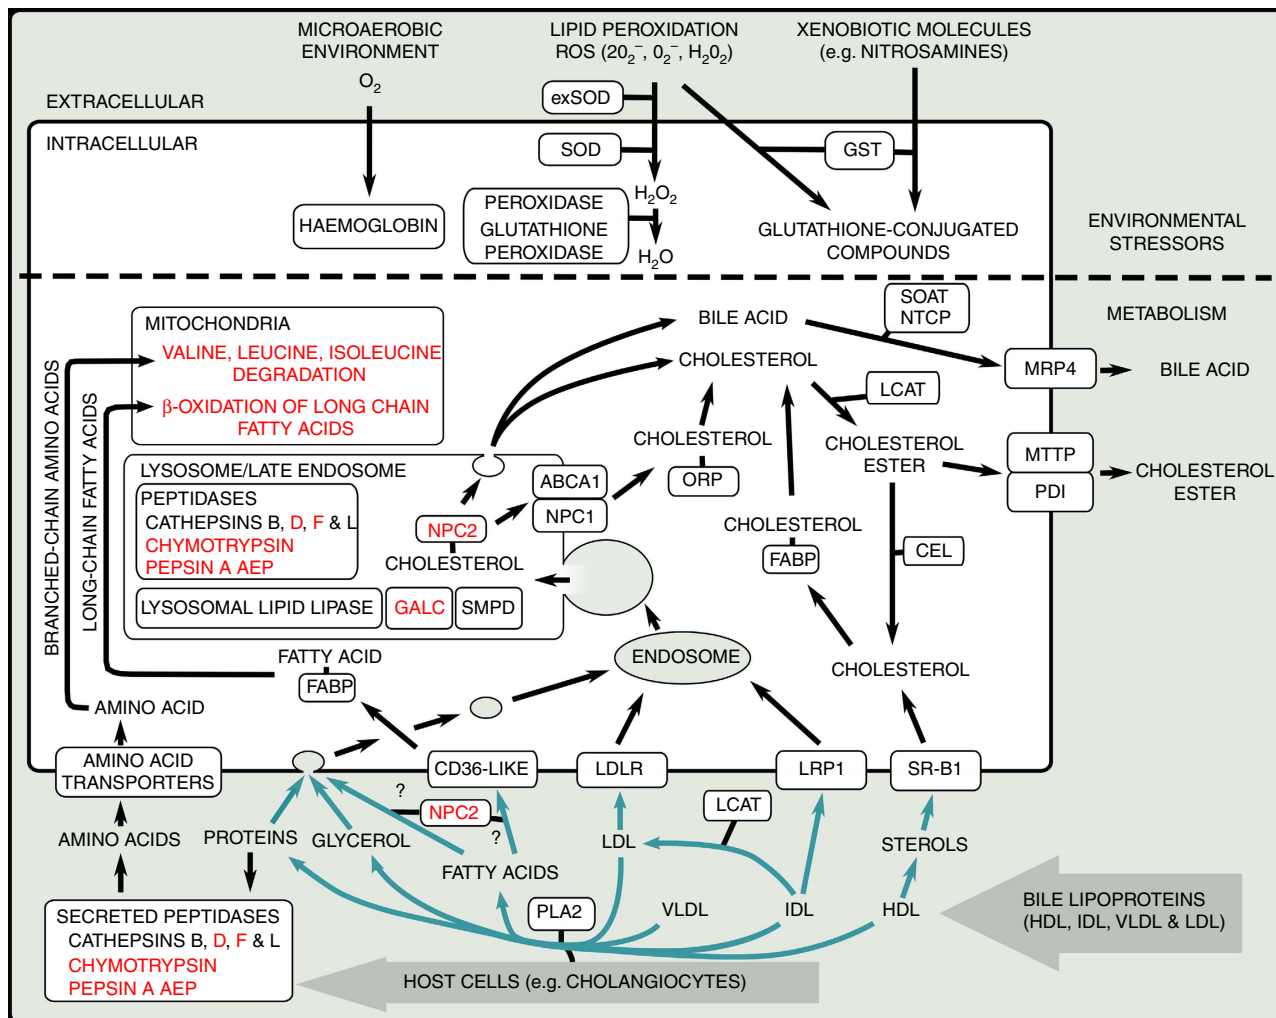 MICROAEROBIC
ENVIRONMENT
O₂
LIPID PEROXIDATION
ROS (2O₂⁻, O₂⁻, H₂O₂)
XENOBIOTIC MOLECULES
(e.g. NITROSAMINES)
EXTRACELLULAR
exSOD
INTRACELLULAR
SOD
GST
H₂O₂
PEROXIDASE
GLUTATHIONE
PEROXIDASE
HAEMOGLOBIN
H₂O
GLUTATHIONE-CONJUGATED
COMPOUNDS
ENVIRONMENTAL
STRESSORS
METABOLISM
SOAT
NTCP
MITOCHONDRIA
VALINE, LEUCINE, ISOLEUCINE
DEGRADATION
β-OXIDATION OF LONG CHAIN
FATTY ACIDS
BILE ACID
CHOLESTEROL
MRP4
BILE ACID
LCAT
BRANCHED-CHAIN AMINO ACIDS
LONG-CHAIN FATTY ACIDS
CHOLESTEROL
ORP
CHOLESTEROL
ESTER
MTTP
PDI
CHOLESTEROL
ESTER
LYSOSOME/LATE ENDOSOME
PEPTIDASES
CATHEPSINS B, D, F & L
CHYMOTRYPSIN
PEPSIN A AEP
ABCA1
NPC1
NPC2
CHOLESTEROL
LYSOSOMAL LIPID LIPASE
GALC
SMPD
CHOLESTEROL
FABP
CEL
FATTY ACID
FABP
ENDOSOME
CHOLESTEROL
AMINO ACID
AMINO ACID
TRANSPORTERS
CD36-LIKE
LDLR
LRP1
SR-B1
?
NPC2
?
LCAT
AMINO ACIDS
PROTEINS
GLYCEROL
FATTY ACIDS
LDL
STEROLS
SECRETED PEPTIDASES
CATHEPSINS B, D, F & L
CHYMOTRYPSIN
PEPSIN A AEP
PLA2
VLDL
IDL
HDL
BILE LIPOPROTEINS
(HDL, IDL, VLDL & LDL)
HOST CELLS (e.g. CHOLANGIOCYTES)